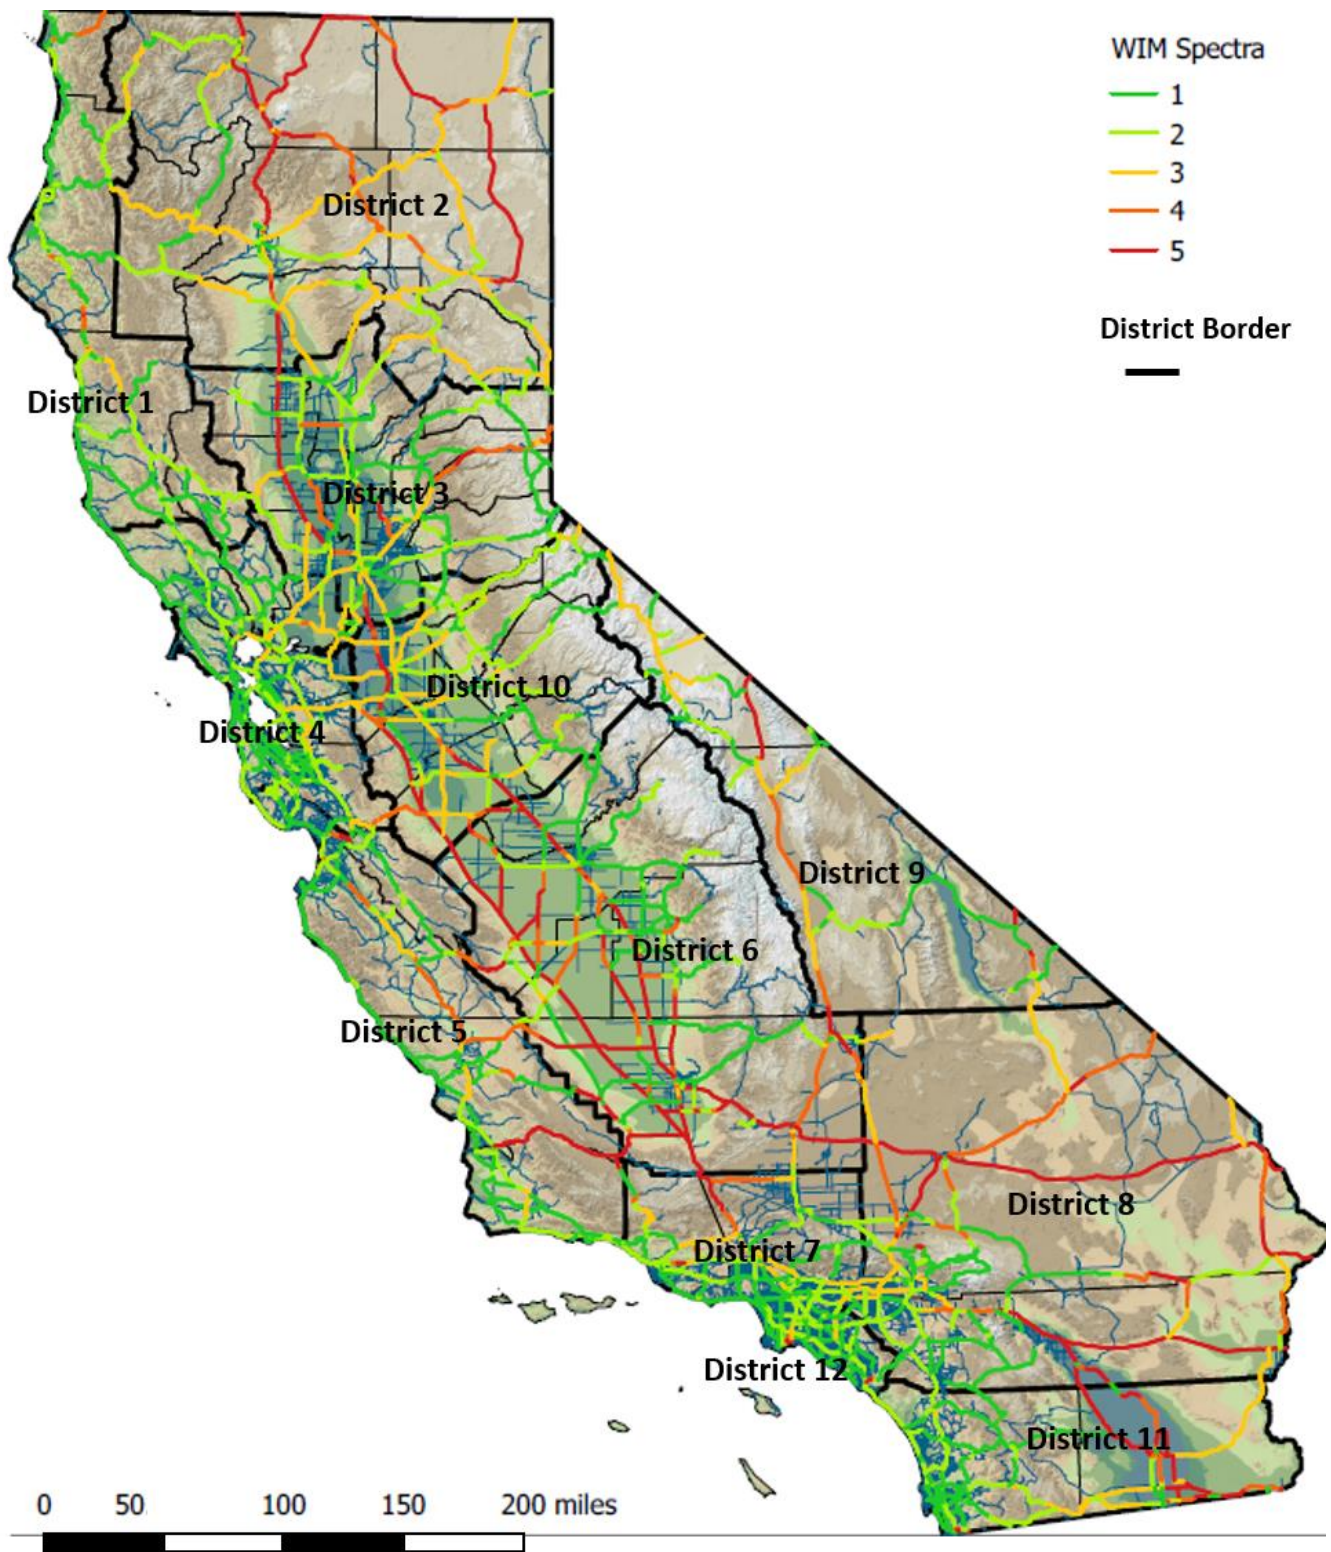 WIM Spectra
1
2
3
4
5
District Border
District 2
District 1
District 3
District 10
District 4
District 9
District 6
District 5
District 8
District 7
District 12
District 11
0 50 100 150 200 miles